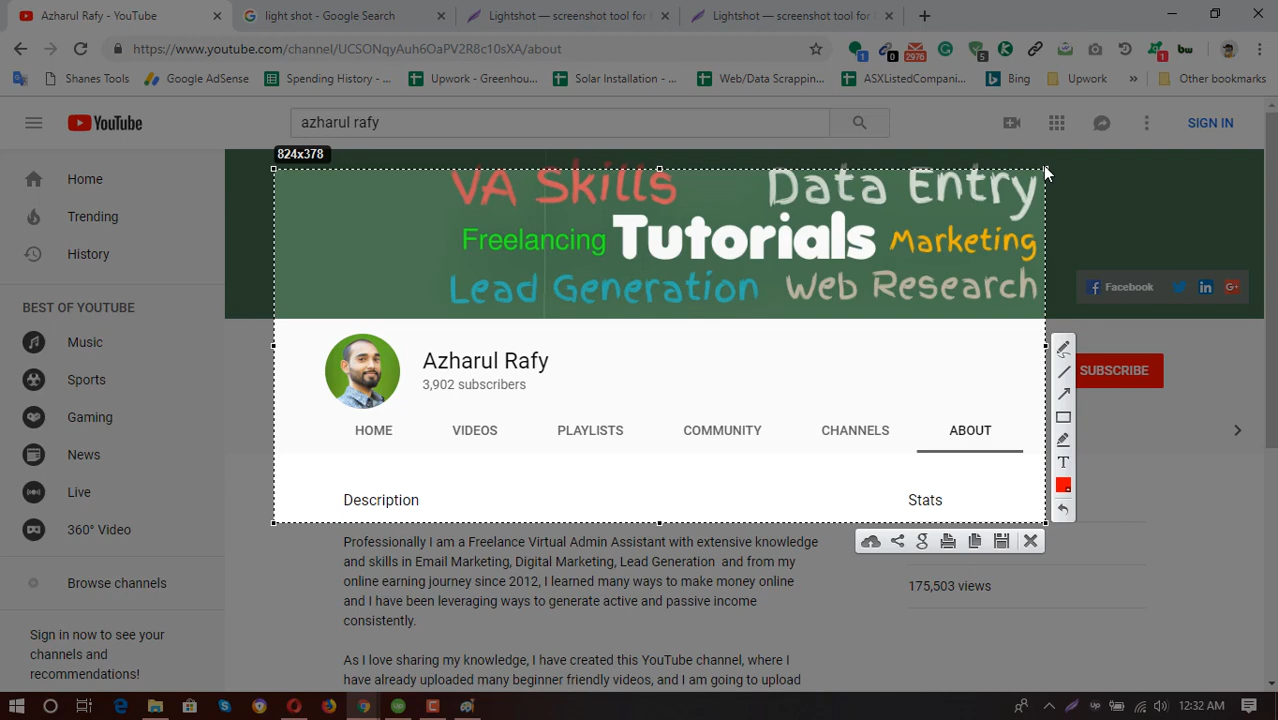 Azharul Rafy - YouTube
light shot - Google Search
Lightshot — screenshot tool for
Lightshot — screenshot tool for
https://www.youtube.com/channel/UCSONqyAuh6OaPV2R8c10sXA/about
1
0
2976
5
1
bw
Shanes Tools
Google AdSense
Spending History - ...
Upwork - Greenhou...
Solar Installation - ...
Web/Data Scrappin...
ASXListedCompani...
Bing
Upwork
»
Other bookmarks
YouTube
azharul rafy
SIGN IN
824x378
VA Skills
Data Entry
Freelancing
Tutorials
Marketing
Lead Generation
Web Research
Facebook
in
G+
Home
Trending
History
BEST OF YOUTUBE
Music
Sports
Gaming
News
Live
360° Video
Browse channels
Sign in now to see your
channels and
recommendations!
Azharul Rafy
3,902 subscribers
SUBSCRIBE
HOME
VIDEOS
PLAYLISTS
COMMUNITY
CHANNELS
ABOUT
T
g
Description
Stats
Professionally I am a Freelance Virtual Admin Assistant with extensive knowledge
and skills in Email Marketing, Digital Marketing, Lead Generation and from my
online earning journey since 2012, I learned many ways to make money online
and I have been leveraging ways to generate active and passive income
consistently.
175,503 views
As I love sharing my knowledge, I have created this YouTube channel, where I
have already uploaded many beginner friendly videos, and I am going to upload
12:32 AM